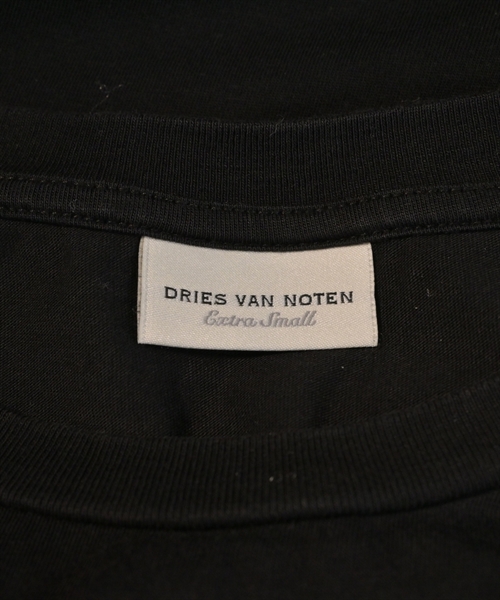 DRIES VAN NOTEN
Extra Small